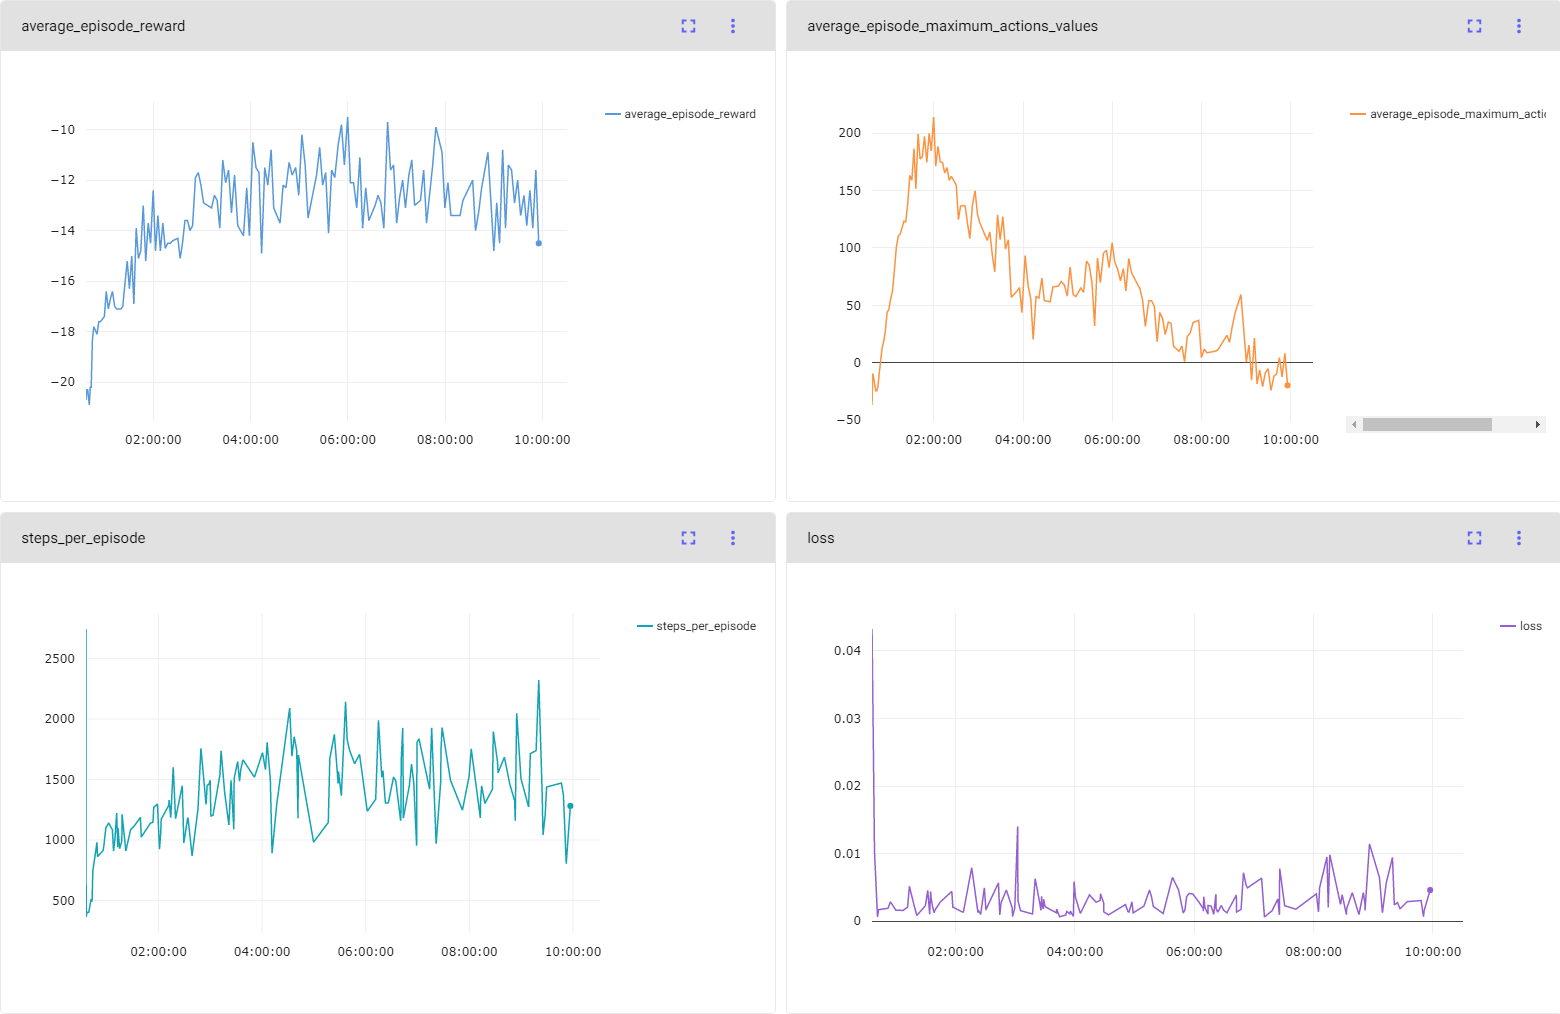 average_episode_reward
average_episode_reward
−10
−12
−14
−16
−18
−20
02:00:00 04:00:00 06:00:00 08:00:00 10:00:00
average_episode_maximum_actions_values
average_episode_maximum_actic
200
150
100
50
0
−50
02:00:00 04:00:00 06:00:00 08:00:00 10:00:00
steps_per_episode
steps_per_episode
2500
2000
1500
1000
500
02:00:00 04:00:00 06:00:00 08:00:00 10:00:00
loss
loss
0.04
0.03
0.02
0.01
0
02:00:00 04:00:00 06:00:00 08:00:00 10:00:00